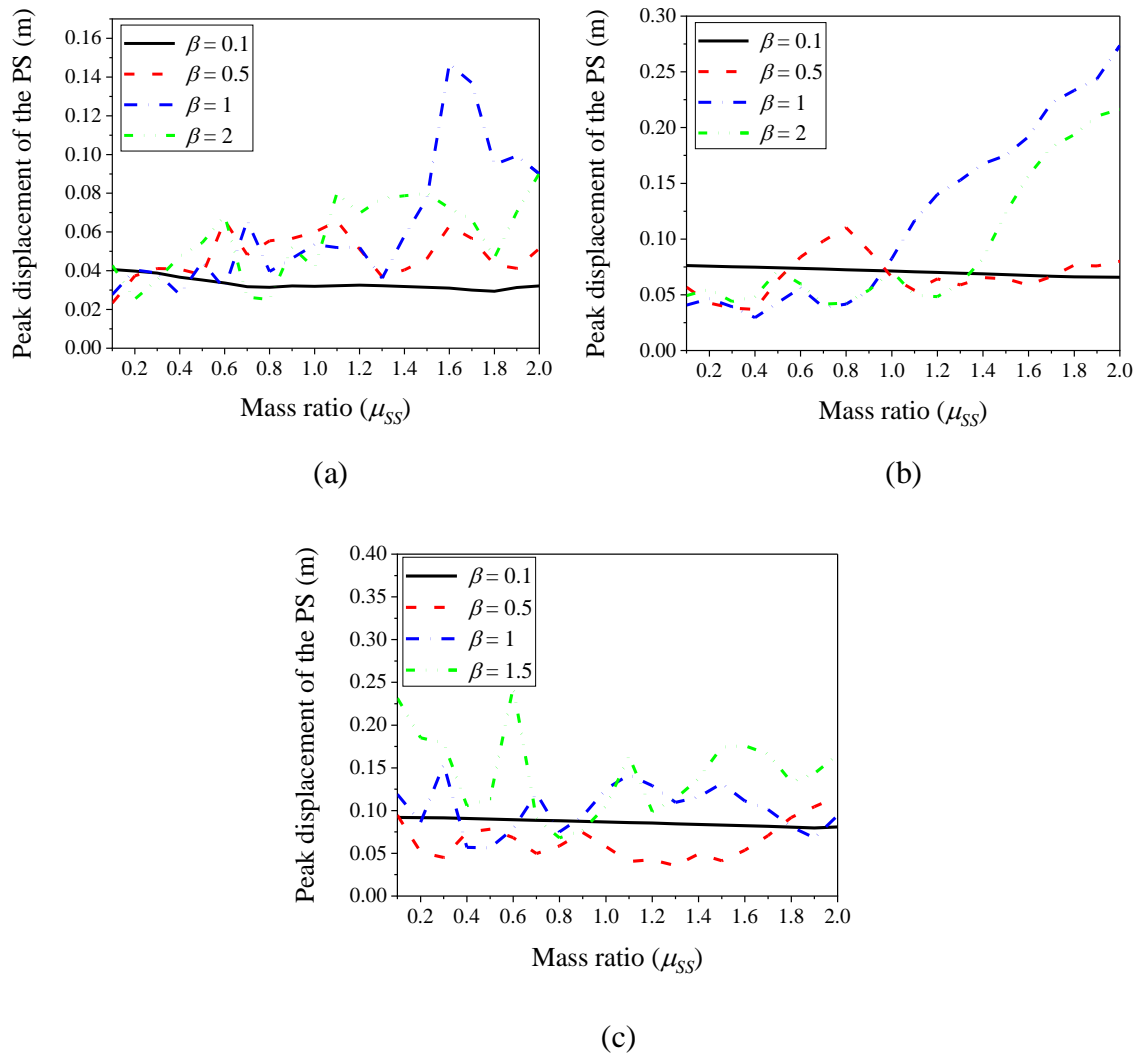 Peak displacement of the PS (m)
0.16
0.14
0.12
0.10
0.08
0.06
0.04
0.02
0.00
β = 0.1
β = 0.5
β = 1
β = 2
0.2 0.4 0.6 0.8 1.0 1.2 1.4 1.6 1.8 2.0
Mass ratio (μSS)
(a)
Peak displacement of the PS (m)
0.30
0.25
0.20
0.15
0.10
0.05
0.00
β = 0.1
β = 0.5
β = 1
β = 2
0.2 0.4 0.6 0.8 1.0 1.2 1.4 1.6 1.8 2.0
Mass ratio (μSS)
(b)
Peak displacement of the PS (m)
0.40
0.35
0.30
0.25
0.20
0.15
0.10
0.05
0.00
β = 0.1
β = 0.5
β = 1
β = 1.5
0.2 0.4 0.6 0.8 1.0 1.2 1.4 1.6 1.8 2.0
Mass ratio (μSS)
(c)